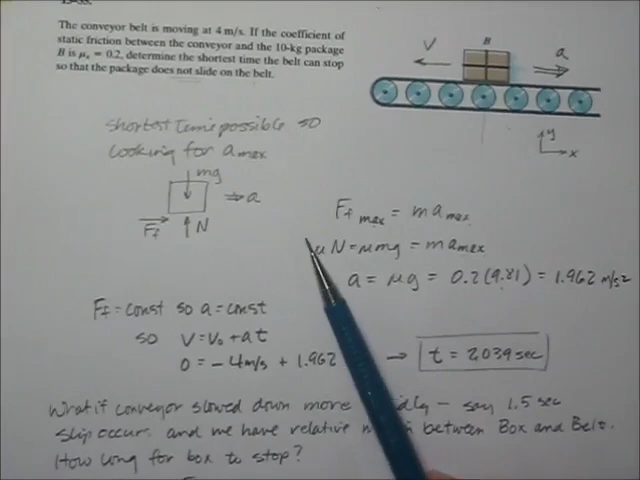 The conveyor belt is moving at 4 m/s. If the coefficient of
static friction between the conveyor and the 10-kg package
B is μs = 0.2, determine the shortest time the belt can stop
so that the package does not slide on the belt.
V
B
a
y
x
shortest time possible so
looking for a max
mg
⇒ a
Ff
N
Ff max = m a max
μN = μmg = m a max
a = μg = 0.2(9.81) = 1.962 m/s²
Ff = const so a = const
so V = V₀ + at
0 = -4m/s + 1.962
→ t = 2.039 sec
What if conveyor slowed down more - say 1.5 sec
slip occur. and we have relative between Box and Belt.
How long for box to stop?